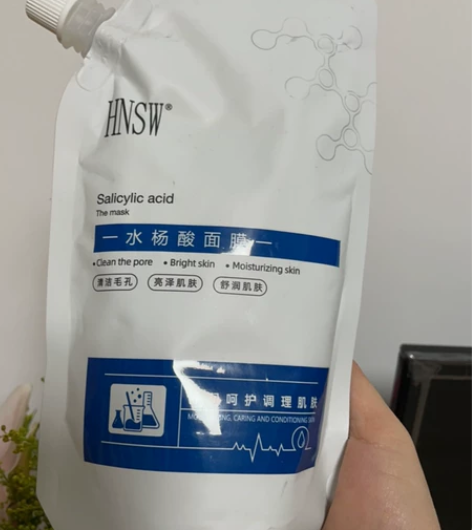 HNSW®
Salicylic acid
The mask
一水杨酸面膜一
•Clean the pore •Bright skin •Moisturizing skin
清洁毛孔 亮泽肌肤 舒润肌肤
呵护调理肌肤
CARING AND CONDITIONING